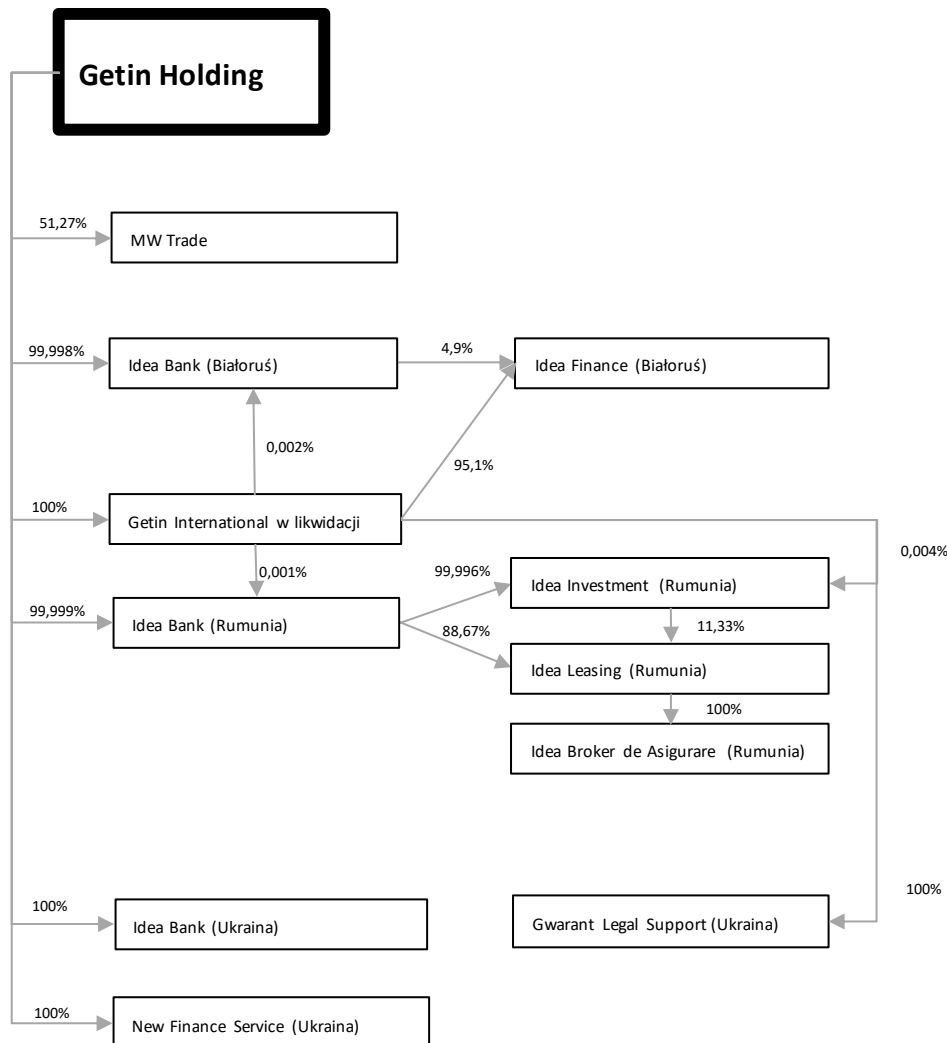 Getin Holding
51,27%
MW Trade
99,998%
Idea Bank (Białoruś)
4,9%
Idea Finance (Białoruś)
0,002%
95,1%
100%
Getin International w likwidacji
0,004%
0,001%
99,996%
Idea Investment (Rumunia)
99,999%
Idea Bank (Rumunia)
88,67%
11,33%
Idea Leasing (Rumunia)
100%
Idea Broker de Asigurare (Rumunia)
100%
Idea Bank (Ukraina)
Gwarant Legal Support (Ukraina)
100%
100%
New Finance Service (Ukraina)